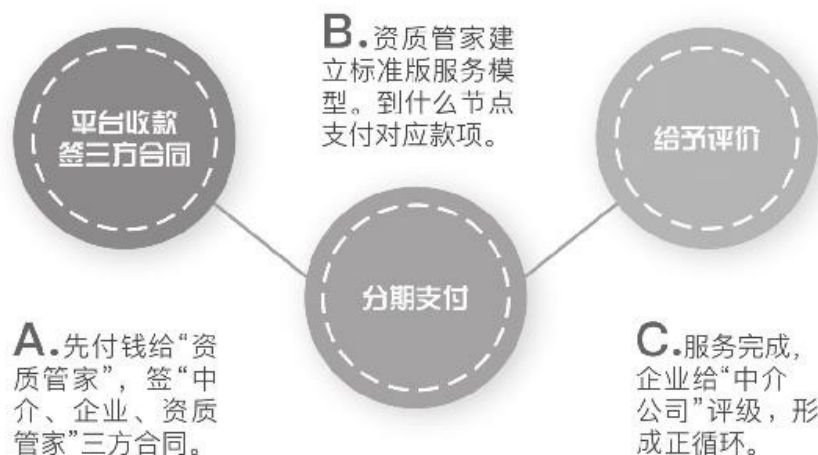 平台收款
签三方合同
A.先付钱给“资
质管家”，签“中
介、企业、资质
管家”三方合同。
B.资质管家建
立标准版服务模
型。到什么节点
支付对应款项。
分期支付
给予评价
C.服务完成，
企业给“中介
公司”评级，形
成正循环。